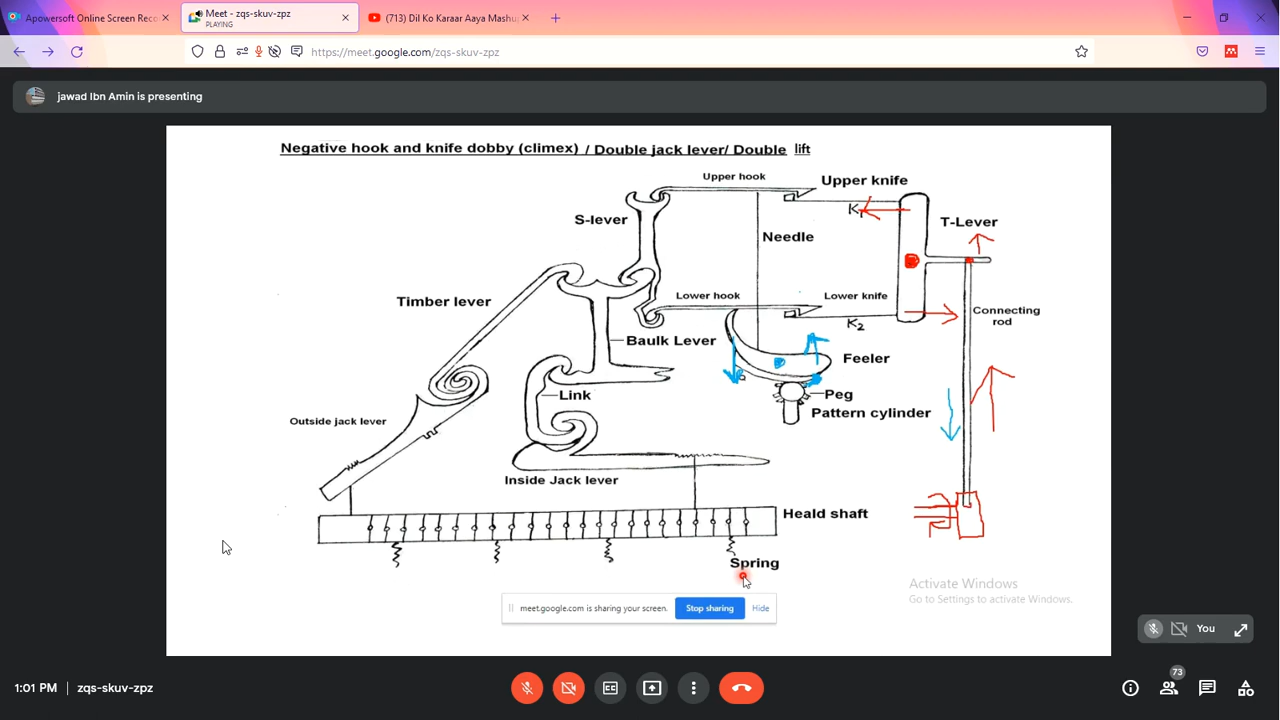 Apowersoft Online Screen Reco
Meet - zqs-skuv-zpz
PLAYING
(713) Dil Ko Karaar Aaya Mashu
https://meet.google.com/zqs-skuv-zpz
jawad Ibn Amin is presenting
Negative hook and knife dobby (climex) / Double jack lever/ Double lift
Upper hook
Upper knife
S-lever
K1
T-Lever
Needle
Timber lever
Lower hook
Lower knife
Connecting
rod
K2
Baulk Lever
Feeler
Link
Peg
Outside jack lever
Pattern cylinder
Inside Jack lever
Heald shaft
Spring
Activate Windows
Go to Settings to activate Windows.
meet.google.com is sharing your screen.
Stop sharing
Hide
You
73
1:01 PM | zqs-skuv-zpz